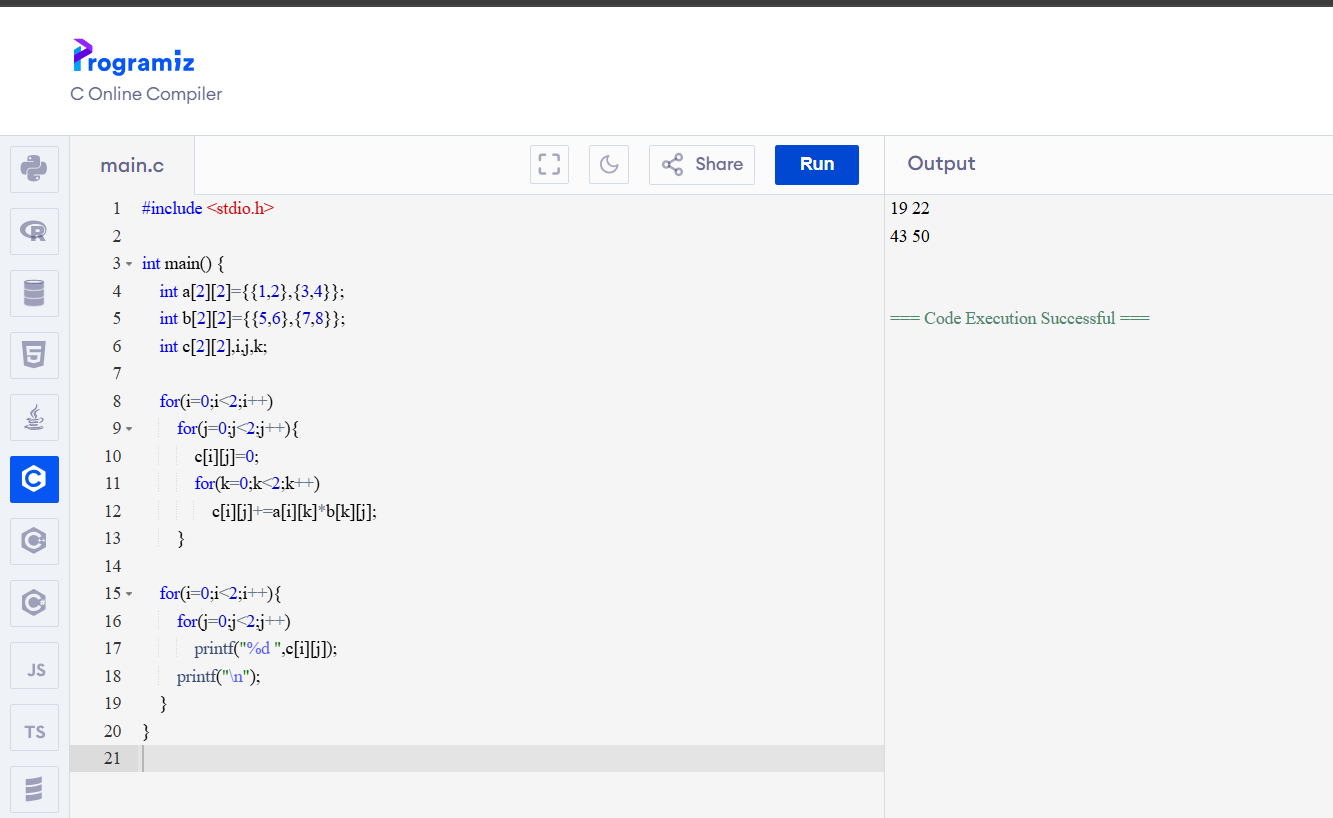 Programiz
C Online Compiler
main.c
Share
Run
Output
1 #include <stdio.h>
2
3 int main() {
4     int a[2][2]={{1,2},{3,4}};
5     int b[2][2]={{5,6},{7,8}};
6     int c[2][2],i,j,k;
7
8     for(i=0;i<2;i++)
9         for(j=0;j<2;j++){
10             c[i][j]=0;
11             for(k=0;k<2;k++)
12                 c[i][j]+=a[i][k]*b[k][j];
13         }
14
15     for(i=0;i<2;i++){
16         for(j=0;j<2;j++)
17             printf("%d ",c[i][j]);
18         printf("\n");
19     }
20 }
21
19 22
43 50
=== Code Execution Successful ===
R
5
C
C++
C#
JS
TS